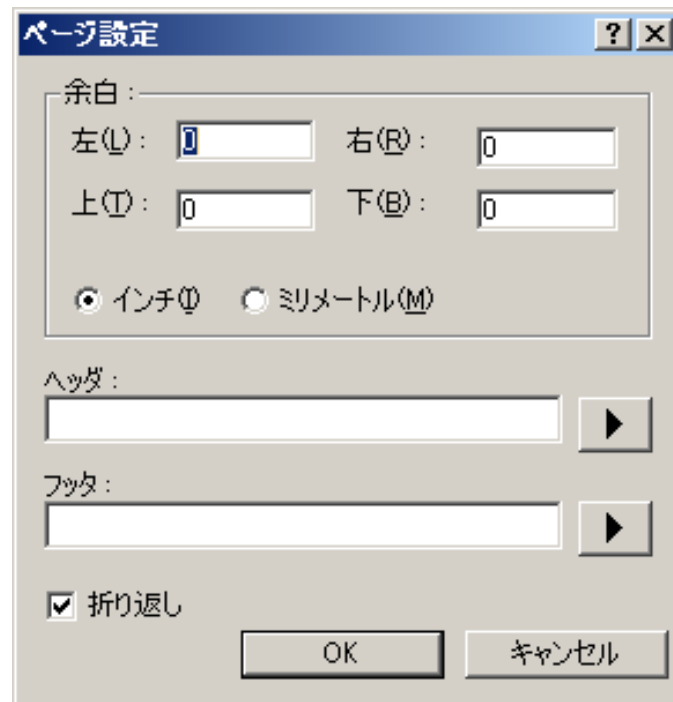 ページ設定
余白:
左(L): 0 右(R): 0
上(T): 0 下(B): 0
インチ(I) ミリメートル(M)
ヘッダ:
フッタ:
折り返し
OK キャンセル